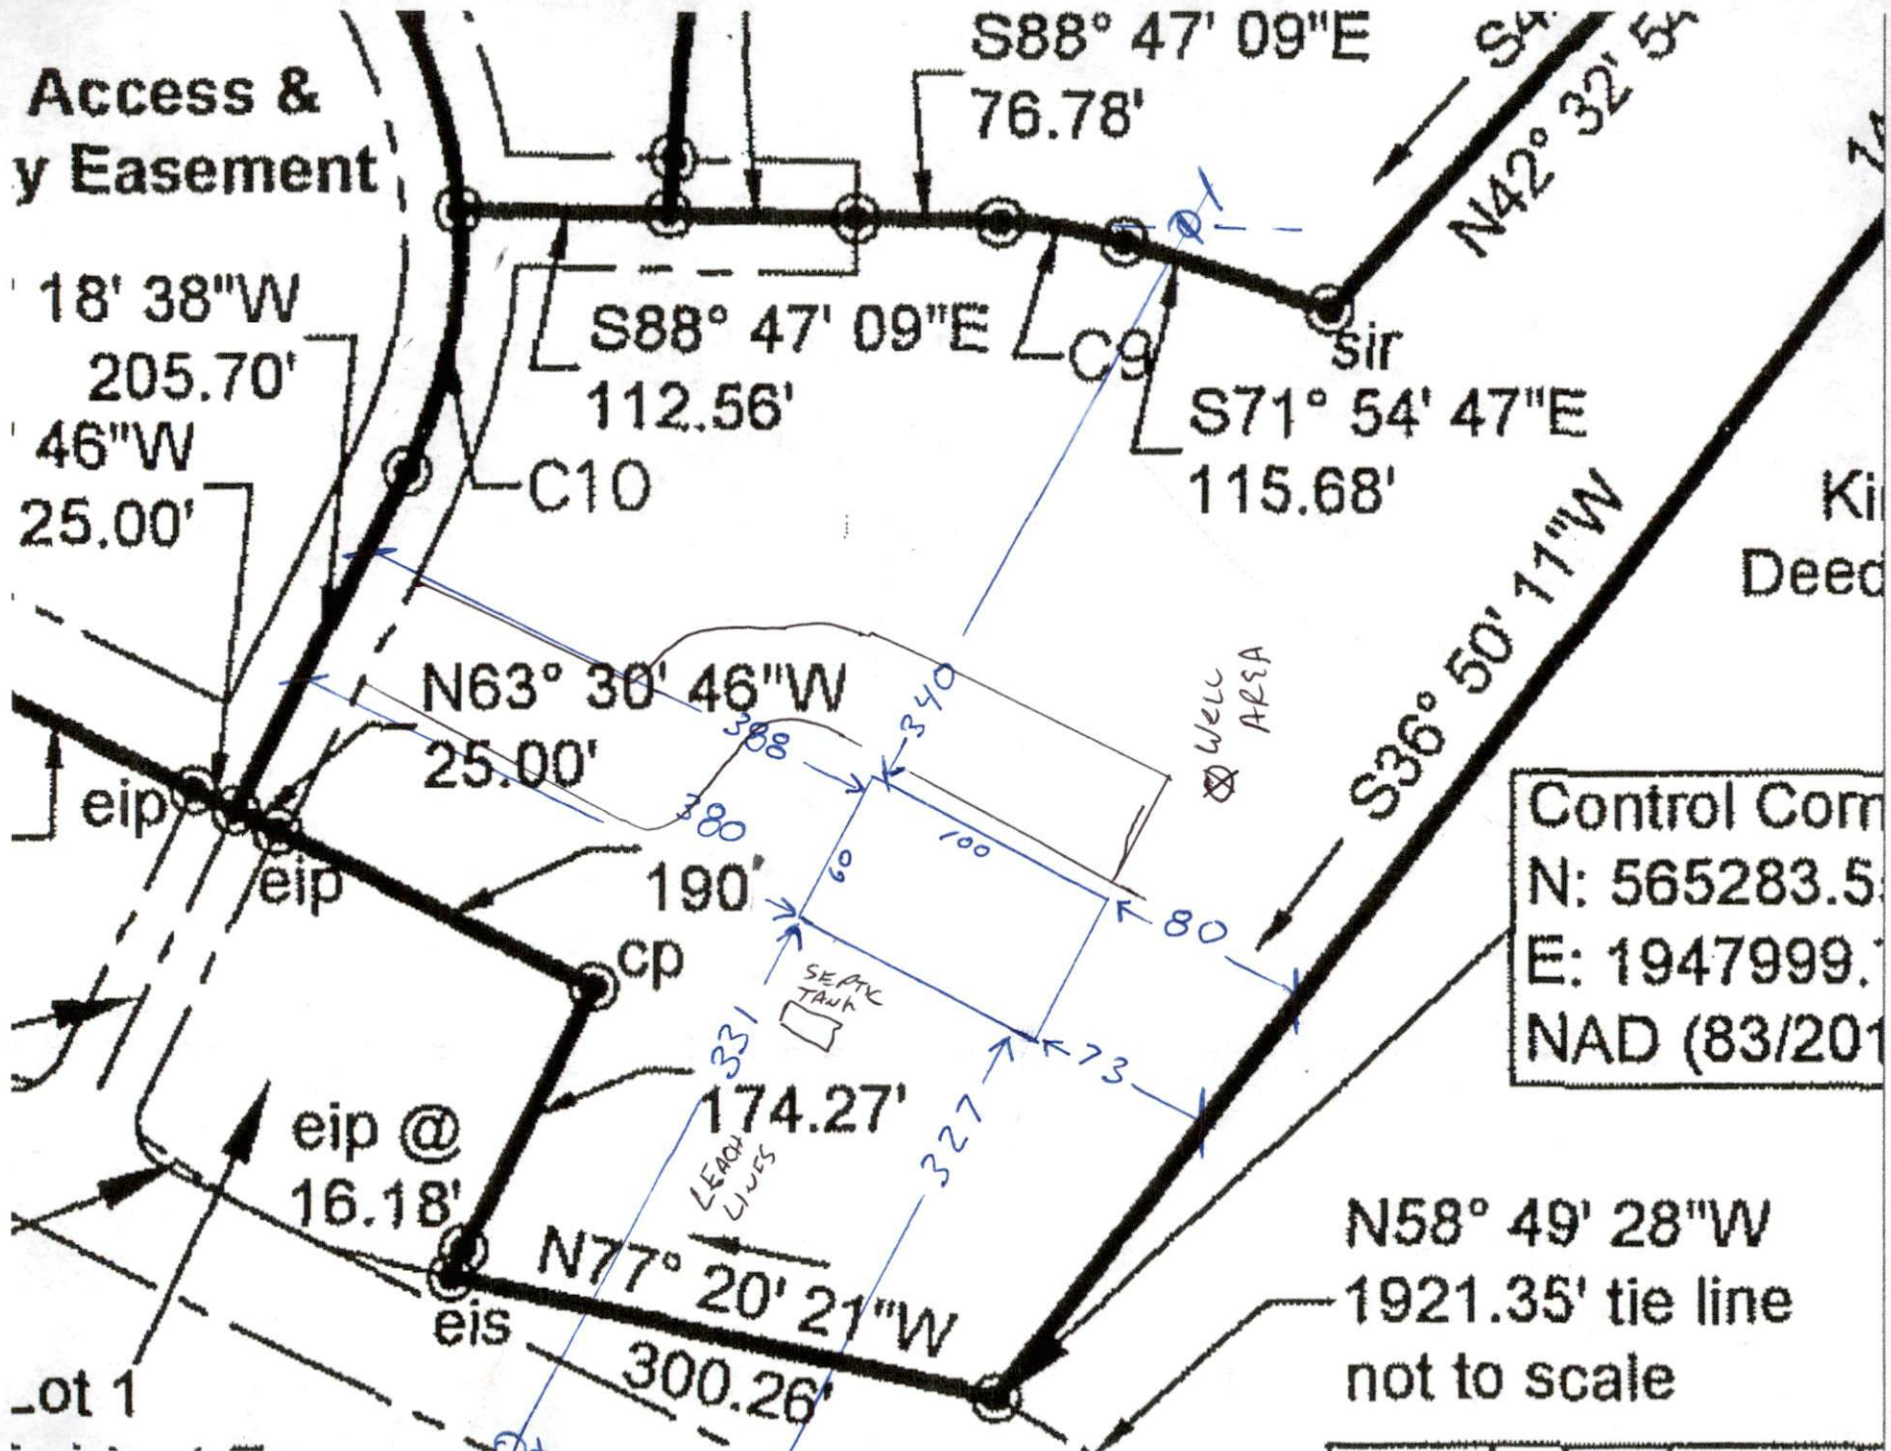 S88° 47' 09"E
76.78'
Access &
y Easement
N42° 32' 54
18' 38"W
205.70'
46"W
25.00'
S88° 47' 09"E
112.56'
C9
sir
S71° 54' 47"E
115.68'
C10
Ki
Deed
S36° 50' 11"W
N63° 30' 46"W
25.00'
388
340
WELL
AREA
380
100
60
80
eip
eip
190'
cp
Control Corn
N: 565283.5
E: 1947999.
NAD (83/201
SEPTIC
TANK
331
73
327
174.27'
LEACH
LINES
eip @
16.18'
eis
N77° 20' 21"W
300.26'
N58° 49' 28"W
1921.35' tie line
not to scale
Lot 1